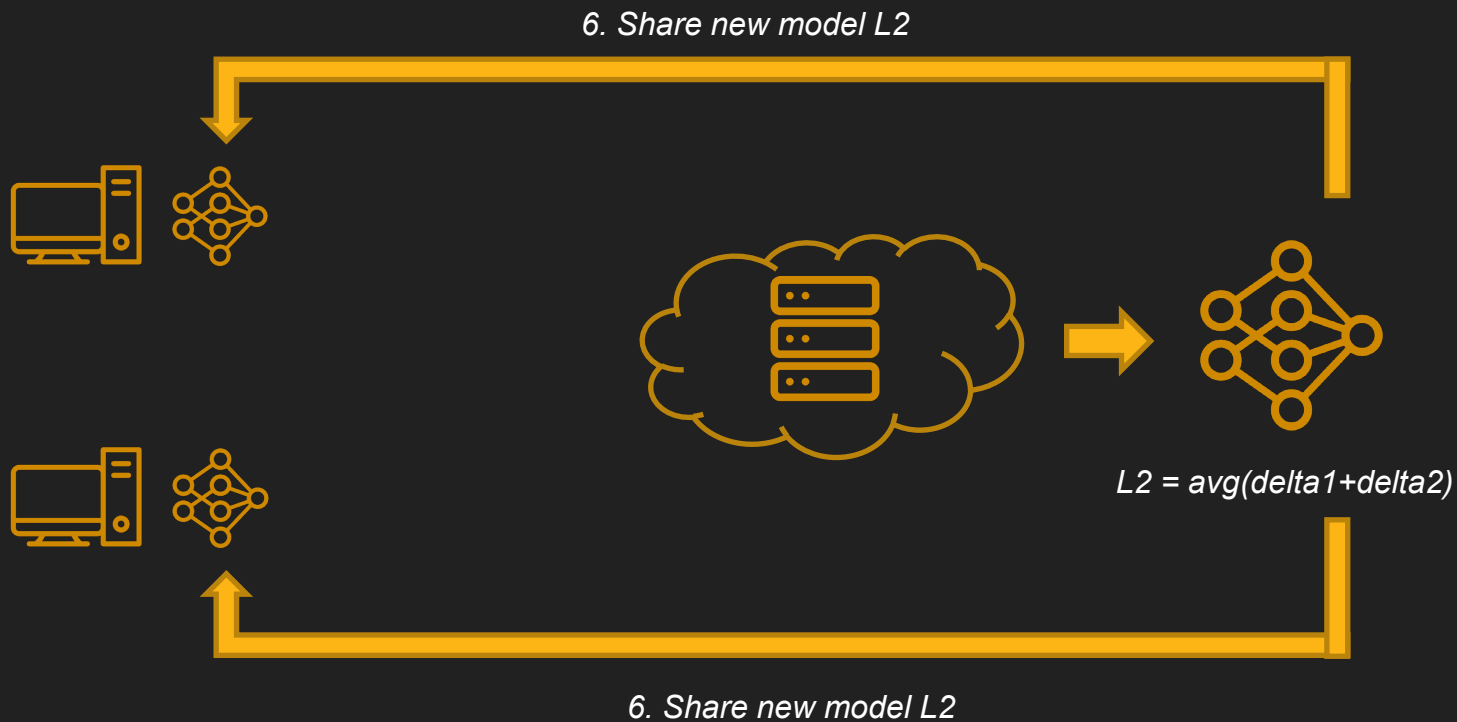 6. Share new model L2
L2 = avg(delta1+delta2)
6. Share new model L2